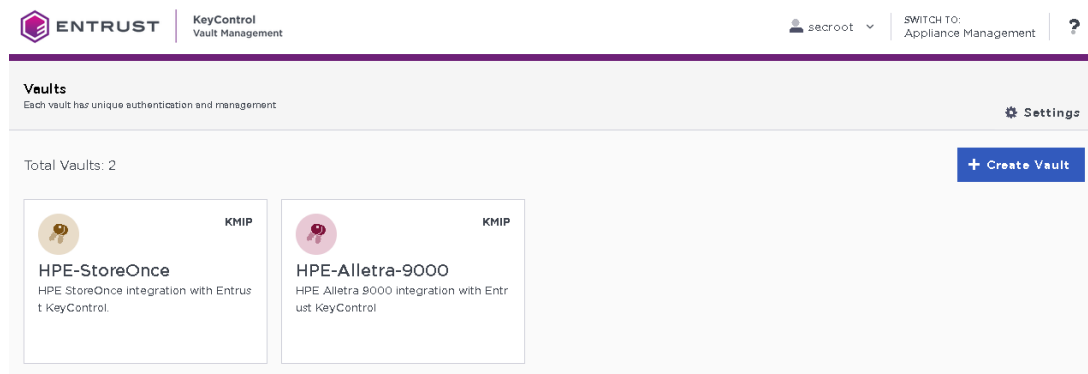 ENTRUST
KeyControl
Vault Management
secroot
SWITCH TO:
Appliance Management
?
Vaults
Each vault has unique authentication and management
Settings
Total Vaults: 2
+ Create Vault
KMIP
HPE-StoreOnce
HPE StoreOnce integration with Entrus
t KeyControl.
KMIP
HPE-Alletra-9000
HPE Alletra 9000 integration with Entr
ust KeyControl